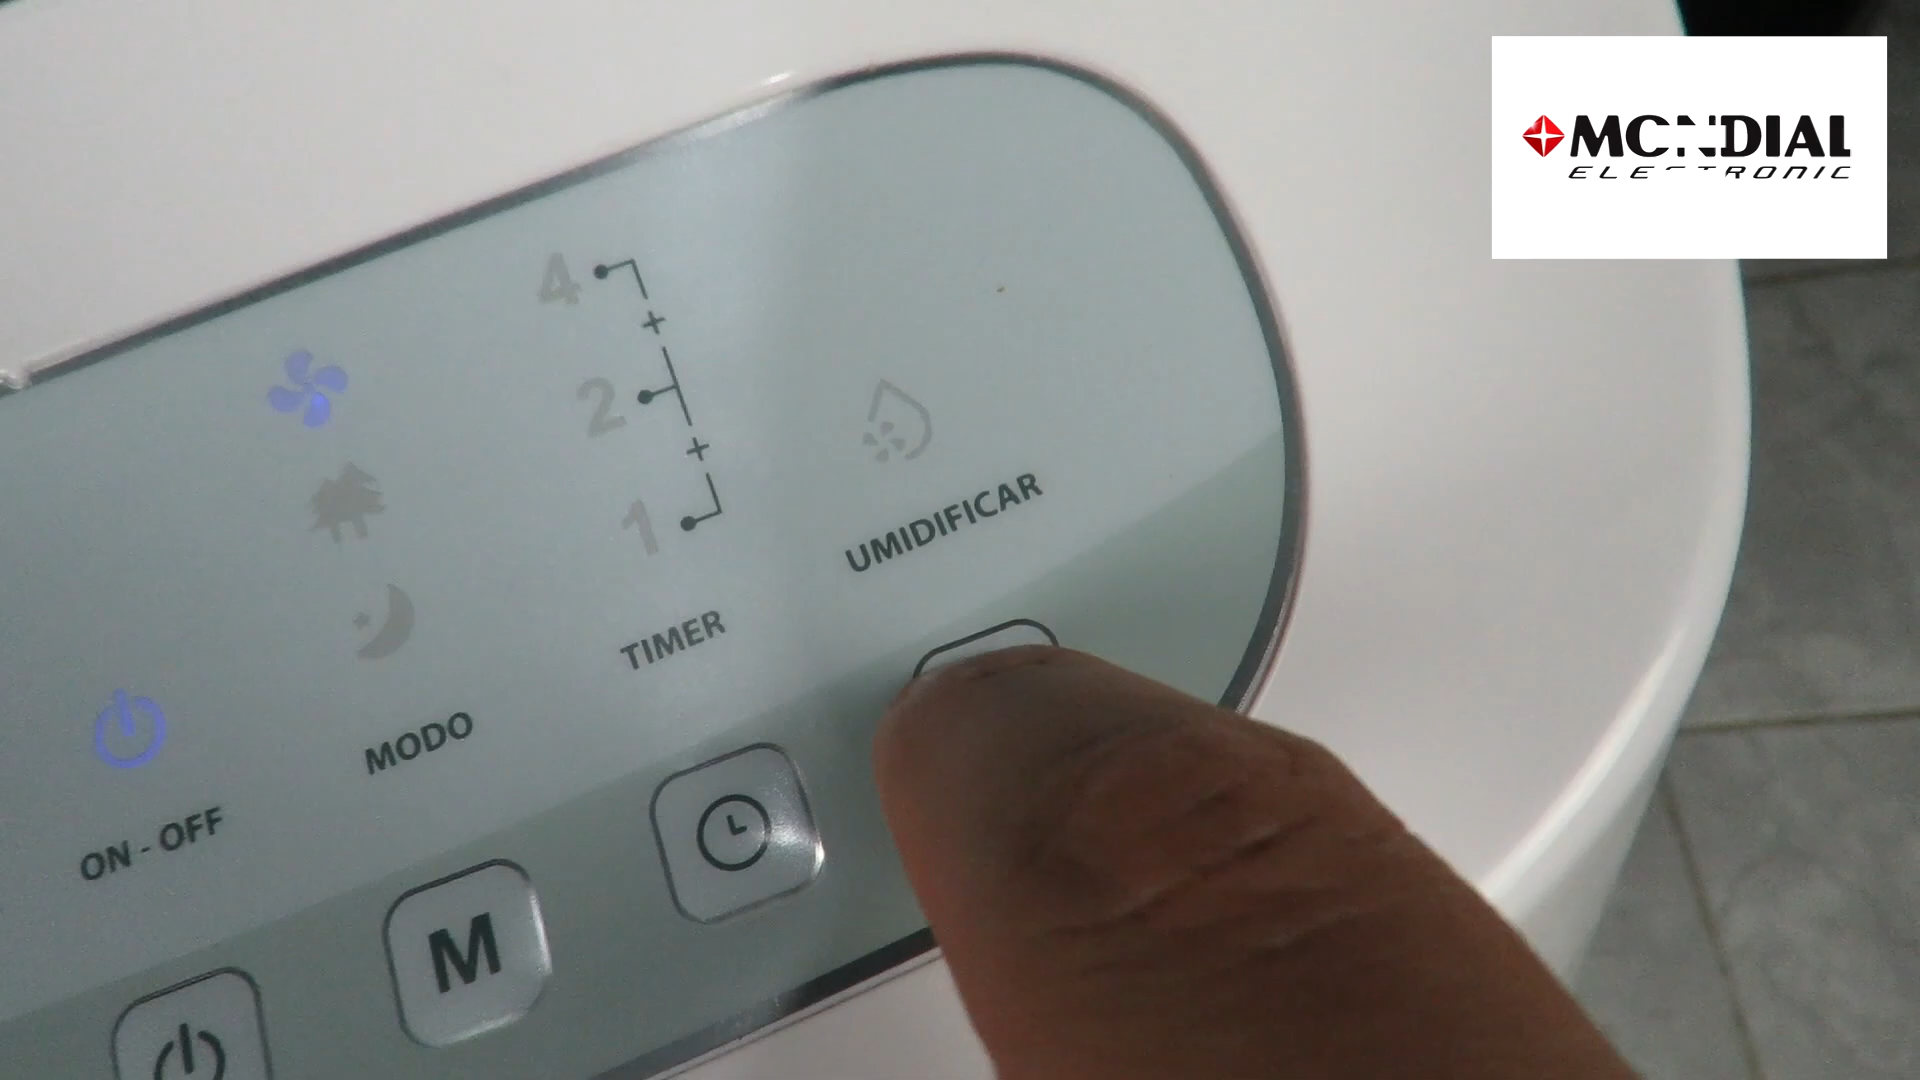 MONDIAL
ELECTRONIC
4
+
2
+
1
UMIDIFICAR
TIMER
MODO
ON - OFF
M